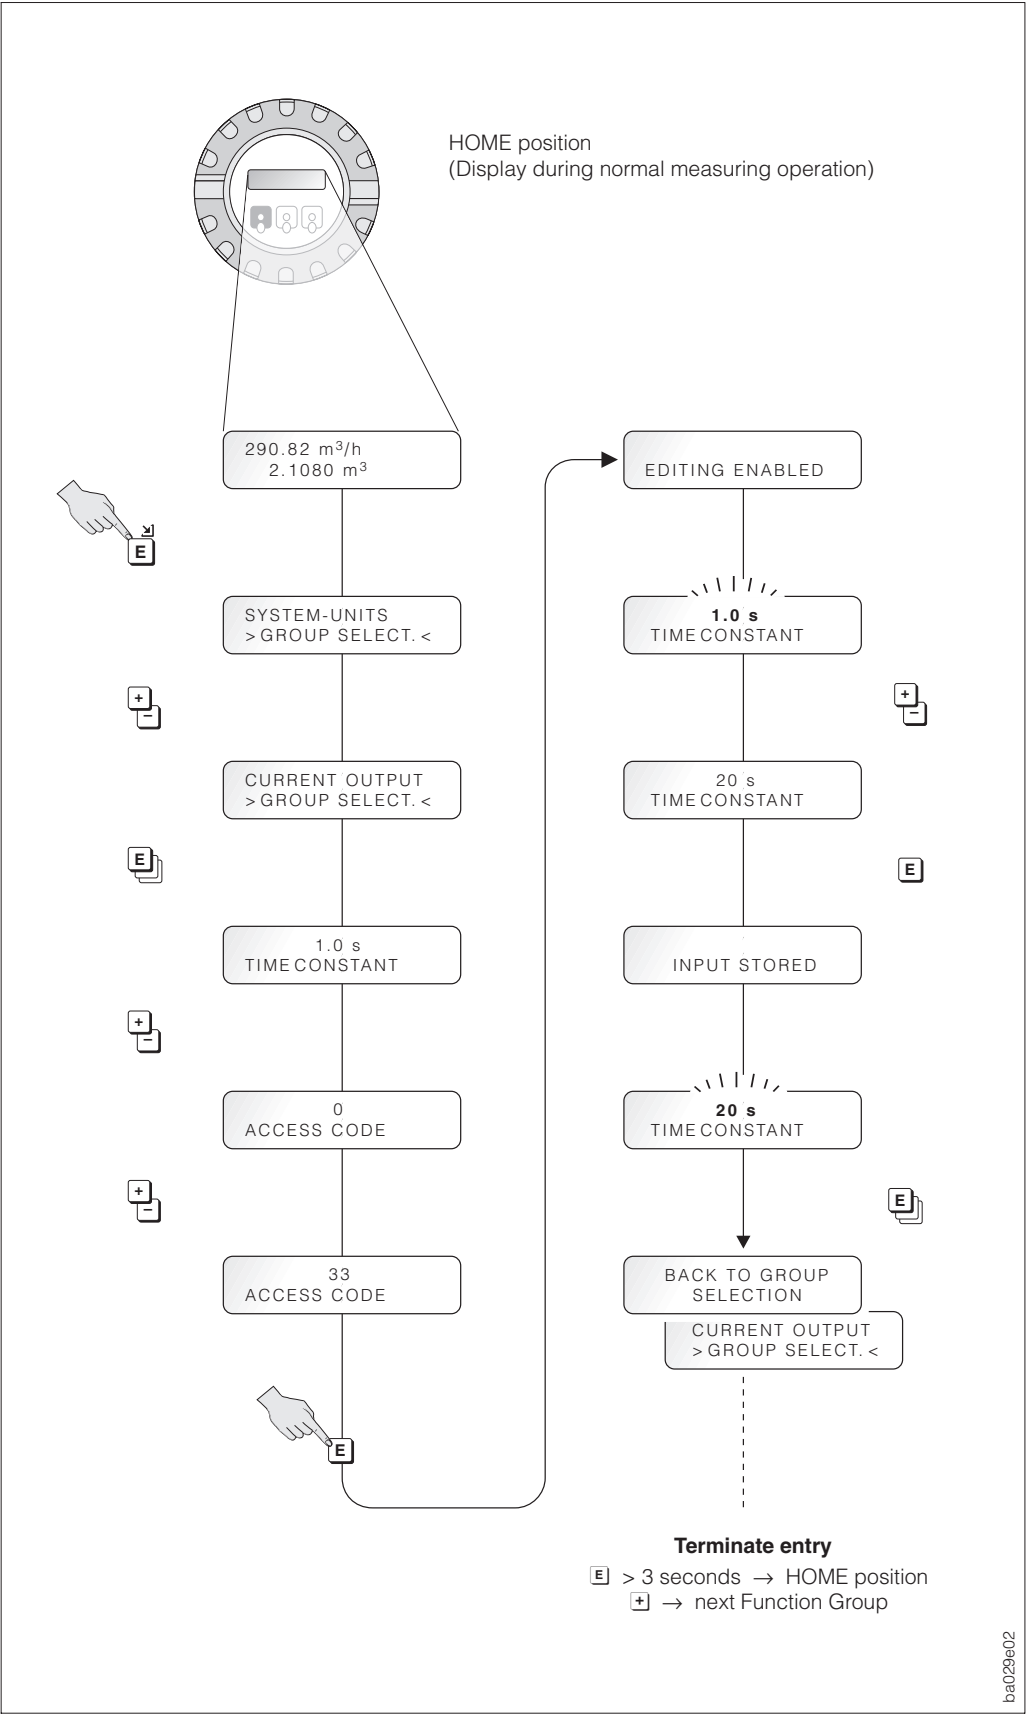 HOME position
(Display during normal measuring operation)
290.82 m³/h
2.1080 m³
E
SYSTEM-UNITS
>GROUP SELECT.<
+
–
CURRENT OUTPUT
>GROUP SELECT.<
E
1.0 s
TIME CONSTANT
+
–
0
ACCESS CODE
+
–
33
ACCESS CODE
E
EDITING ENABLED
1.0 s
TIME CONSTANT
+
–
20 s
TIME CONSTANT
E
INPUT STORED
20 s
TIME CONSTANT
E
BACK TO GROUP
SELECTION
CURRENT OUTPUT
>GROUP SELECT.<
Terminate entry
E > 3 seconds → HOME position
+ → next Function Group
ba029e02